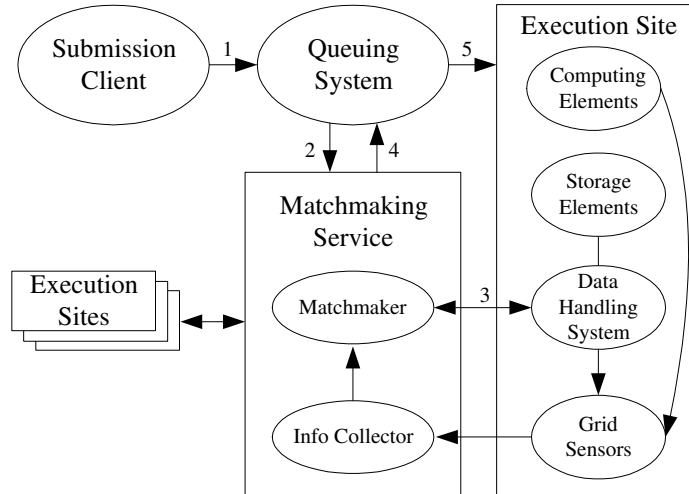 Submission
Client
1
Queuing
System
5
Execution Site
Computing
Elements
2
4
Storage
Elements
Matchmaking
Service
Execution
Sites
Matchmaker
3
Data
Handling
System
Info Collector
Grid
Sensors